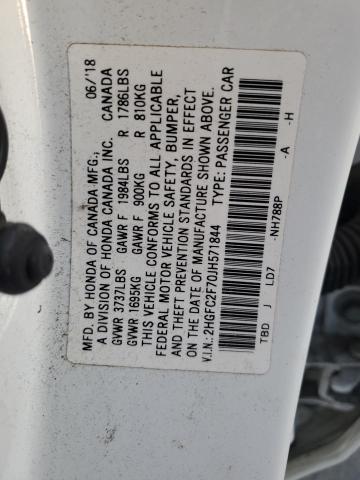 MFD. BY HONDA OF CANADA MFG., 06/'18
A DIVISION OF HONDA CANADA INC. CANADA
GVWR 3737LBS GAWR F 1984LBS R 1786LBS
GVWR 1695KG GAWR F 900KG R 810KG
THIS VEHICLE CONFORMS TO ALL APPLICABLE
FEDERAL MOTOR VEHICLE SAFETY, BUMPER,
AND THEFT PREVENTION STANDARDS IN EFFECT
ON THE DATE OF MANUFACTURE SHOWN ABOVE.
V.I.N.: 2HGFC2F70JH571844 TYPE: PASSENGER CAR
TBD J LD7 -NH788P -A -H